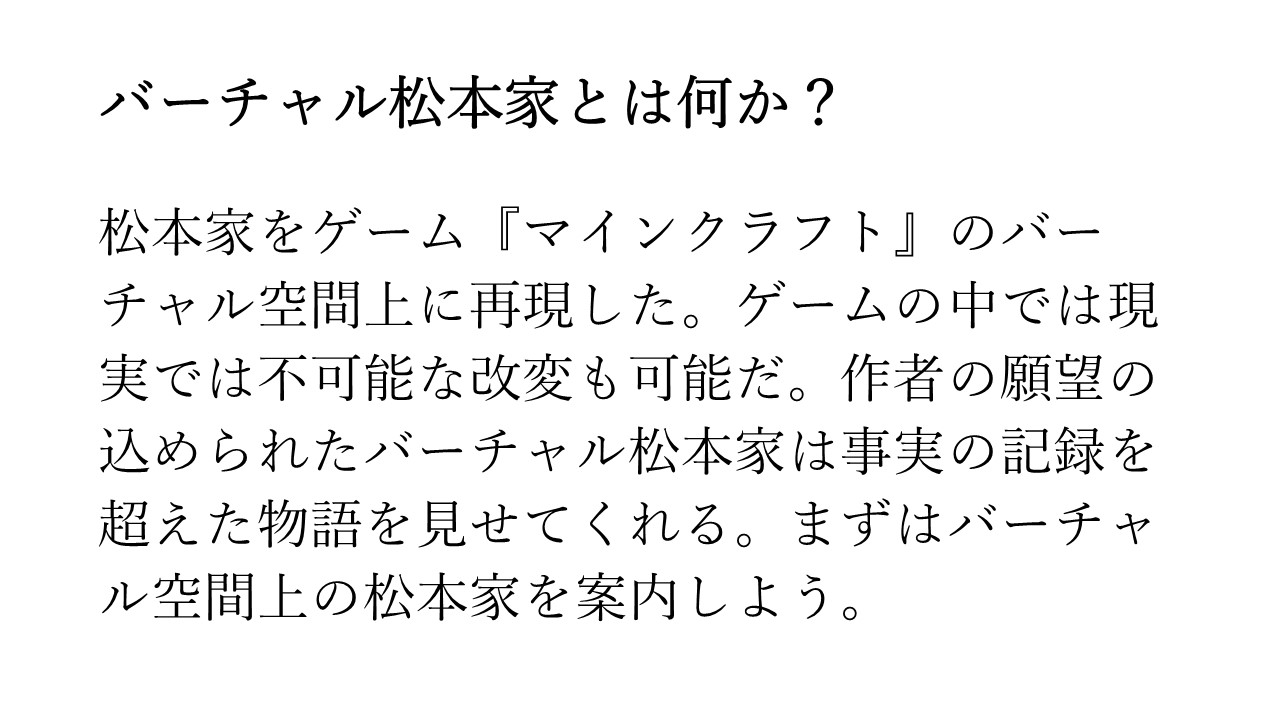 バーチャル松本家とは何か？
松本家をゲーム『マインクラフト』のバー
チャル空間上に再現した。ゲームの中では現
実では不可能な改変も可能だ。作者の願望の
込められたバーチャル松本家は事実の記録を
超えた物語を見せてくれる。まずはバーチャ
ル空間上の松本家を案内しよう。